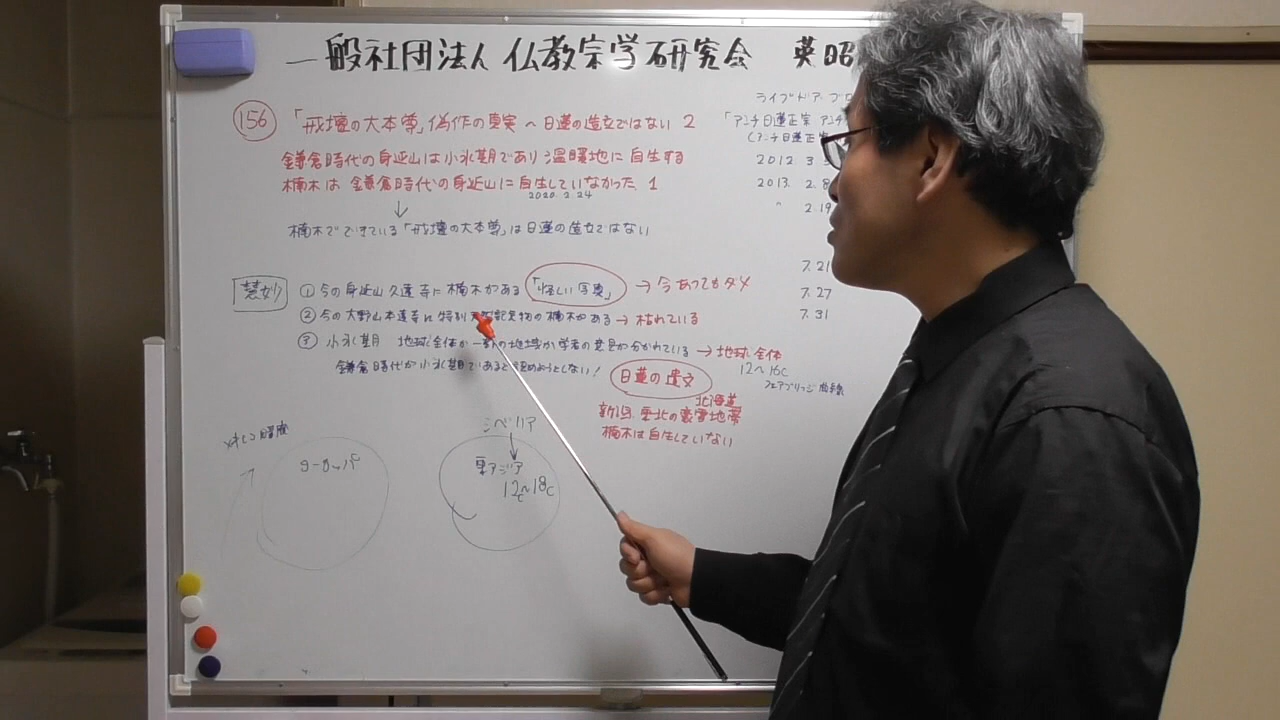 一般社団法人 仏教宗学研究会 英昭
156 「戒壇の大本尊」偽作の真実～日蓮の造立ではない 2
鎌倉時代の身延山は小氷期であり温暖地に自生する
楠木は鎌倉時代の身延山に自生していなかった 1
2020.2.24
↓
楠木でできている「戒壇の大本尊」は日蓮の造立ではない
慧妙 ① 今の身延山久遠寺に楠木がある「怪しい写真」→ 今あってもダメ
② 今の大野山本遠寺に特別天然記念物の楠木がある → 枯れている
③ 小氷期 地球全体か一部の地域か学者の意見が分かれている → 地球全体
12～16C
フェアブリッジ曲線
鎌倉時代が小氷期であると認めようとしない!
日蓮の遺文
北海道
新潟、東北の豪雪地帯
楠木は自生していない
メキシコ暖流
ヨーロッパ
シベリア
↓
東アジア
12C～18C
ライブドア ブロ
「アンチ日蓮正宗 アンチ
(アンチ日蓮正宗
2012 3
2013. 2.8
〃 2.19
7.21
7.27
7.31